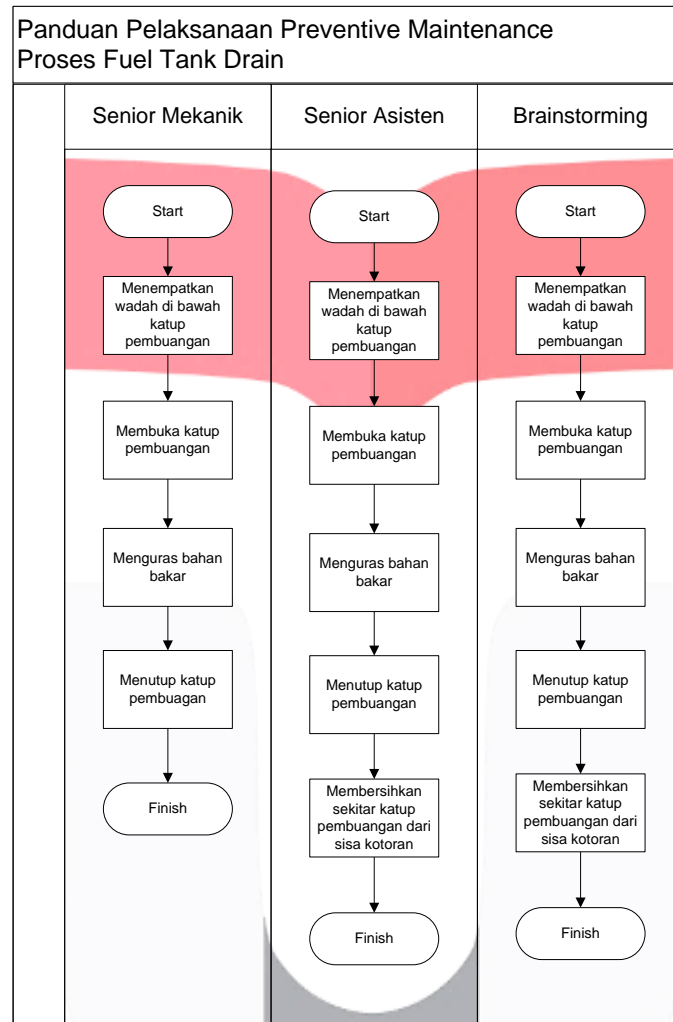 Panduan Pelaksanaan Preventive Maintenance
Proses Fuel Tank Drain
Senior Mekanik
Senior Asisten
Brainstorming
Start
Menempatkan
wadah di bawah
katup
pembuangan
Membuka katup
pembuangan
Menguras bahan
bakar
Menutup katup
pembuagan
Finish
Start
Menempatkan
wadah di bawah
katup
pembuangan
Membuka katup
pembuangan
Menguras bahan
bakar
Menutup katup
pembuangan
Membersihkan
sekitar katup
pembuangan dari
sisa kotoran
Finish
Start
Menempatkan
wadah di bawah
katup
pembuangan
Membuka katup
pembuangan
Menguras bahan
bakar
Menutup katup
pembuangan
Membersihkan
sekitar katup
pembuangan dari
sisa kotoran
Finish